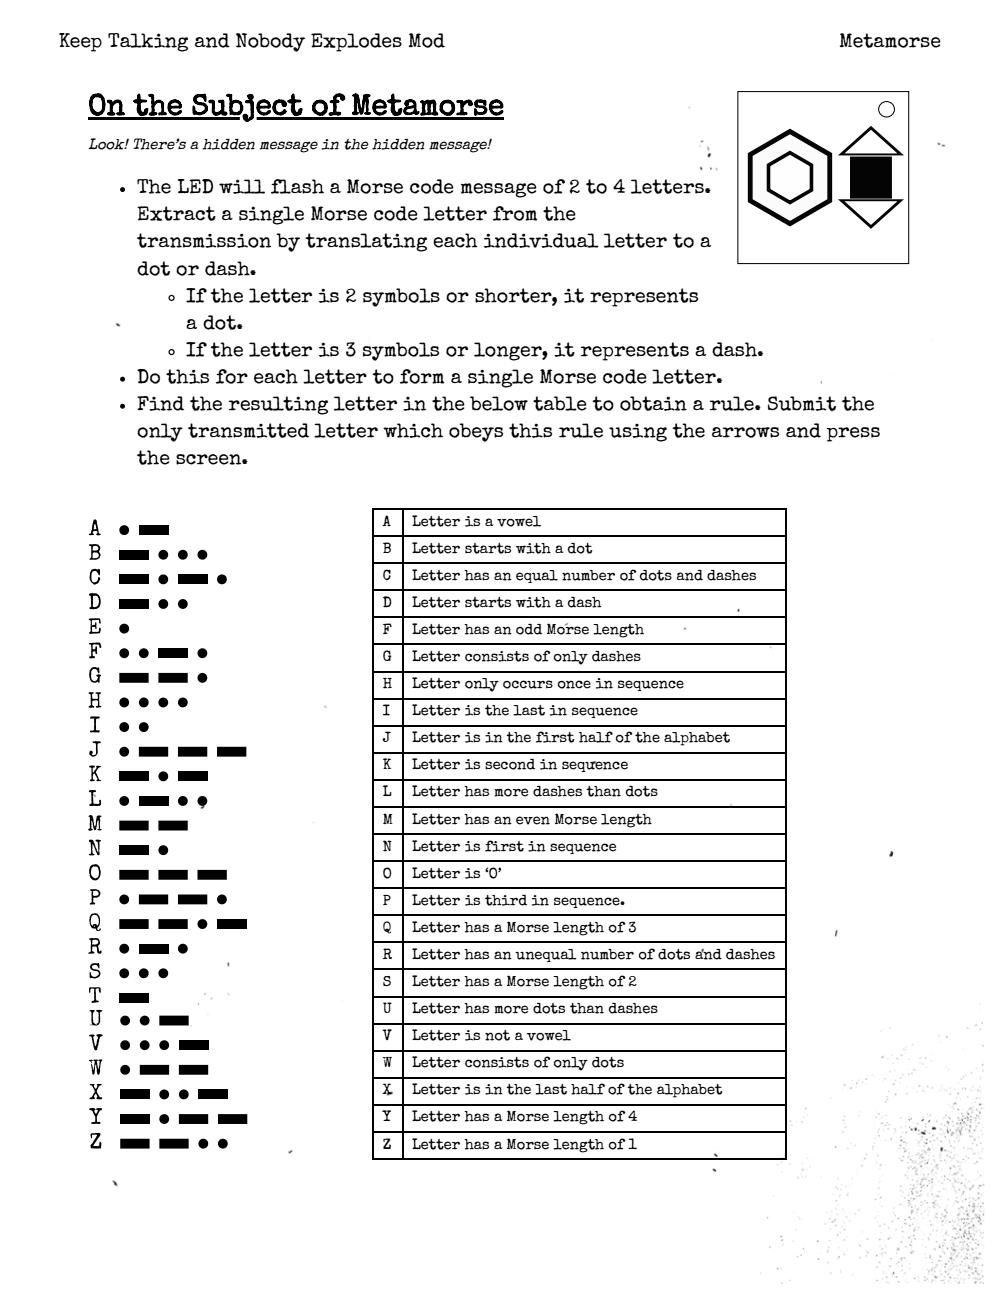 Keep Talking and Nobody Explodes Mod
Metamorse
On the Subject of Metamorse
Look! There's a hidden message in the hidden message!
• The LED will flash a Morse code message of 2 to 4 letters.
Extract a single Morse code letter from the
transmission by translating each individual letter to a
dot or dash.
◦ If the letter is 2 symbols or shorter, it represents
a dot.
◦ If the letter is 3 symbols or longer, it represents a dash.
• Do this for each letter to form a single Morse code letter.
• Find the resulting letter in the below table to obtain a rule. Submit the
only transmitted letter which obeys this rule using the arrows and press
the screen.
A
B
C
D
E
F
G
H
I
J
K
L
M
N
O
P
Q
R
S
T
U
V
W
X
Y
Z
A Letter is a vowel
B Letter starts with a dot
C Letter has an equal number of dots and dashes
D Letter starts with a dash
F Letter has an odd Morse length
G Letter consists of only dashes
H Letter only occurs once in sequence
I Letter is the last in sequence
J Letter is in the first half of the alphabet
K Letter is second in sequence
L Letter has more dashes than dots
M Letter has an even Morse length
N Letter is first in sequence
O Letter is ‘O’
P Letter is third in sequence.
Q Letter has a Morse length of 3
R Letter has an unequal number of dots and dashes
S Letter has a Morse length of 2
U Letter has more dots than dashes
V Letter is not a vowel
W Letter consists of only dots
X Letter is in the last half of the alphabet
Y Letter has a Morse length of 4
Z Letter has a Morse length of 1